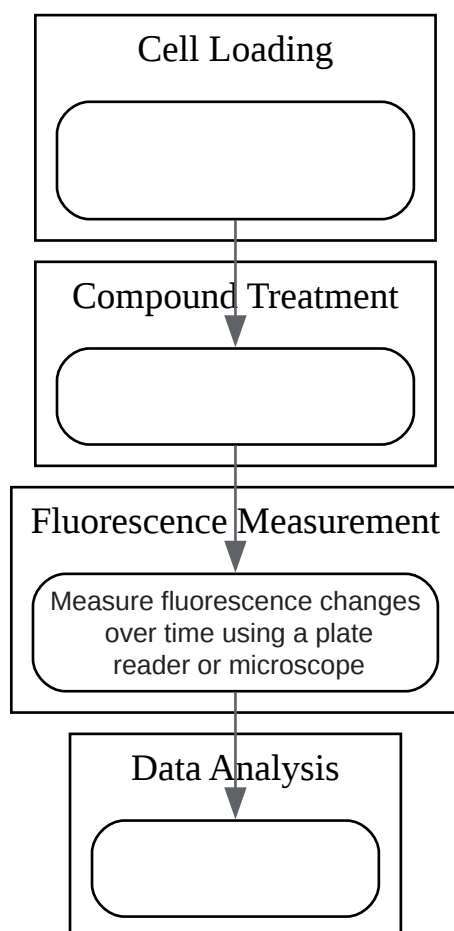 Cell Loading
Compound Treatment
Fluorescence Measurement
Measure fluorescence changes
over time using a plate
reader or microscope
Data Analysis